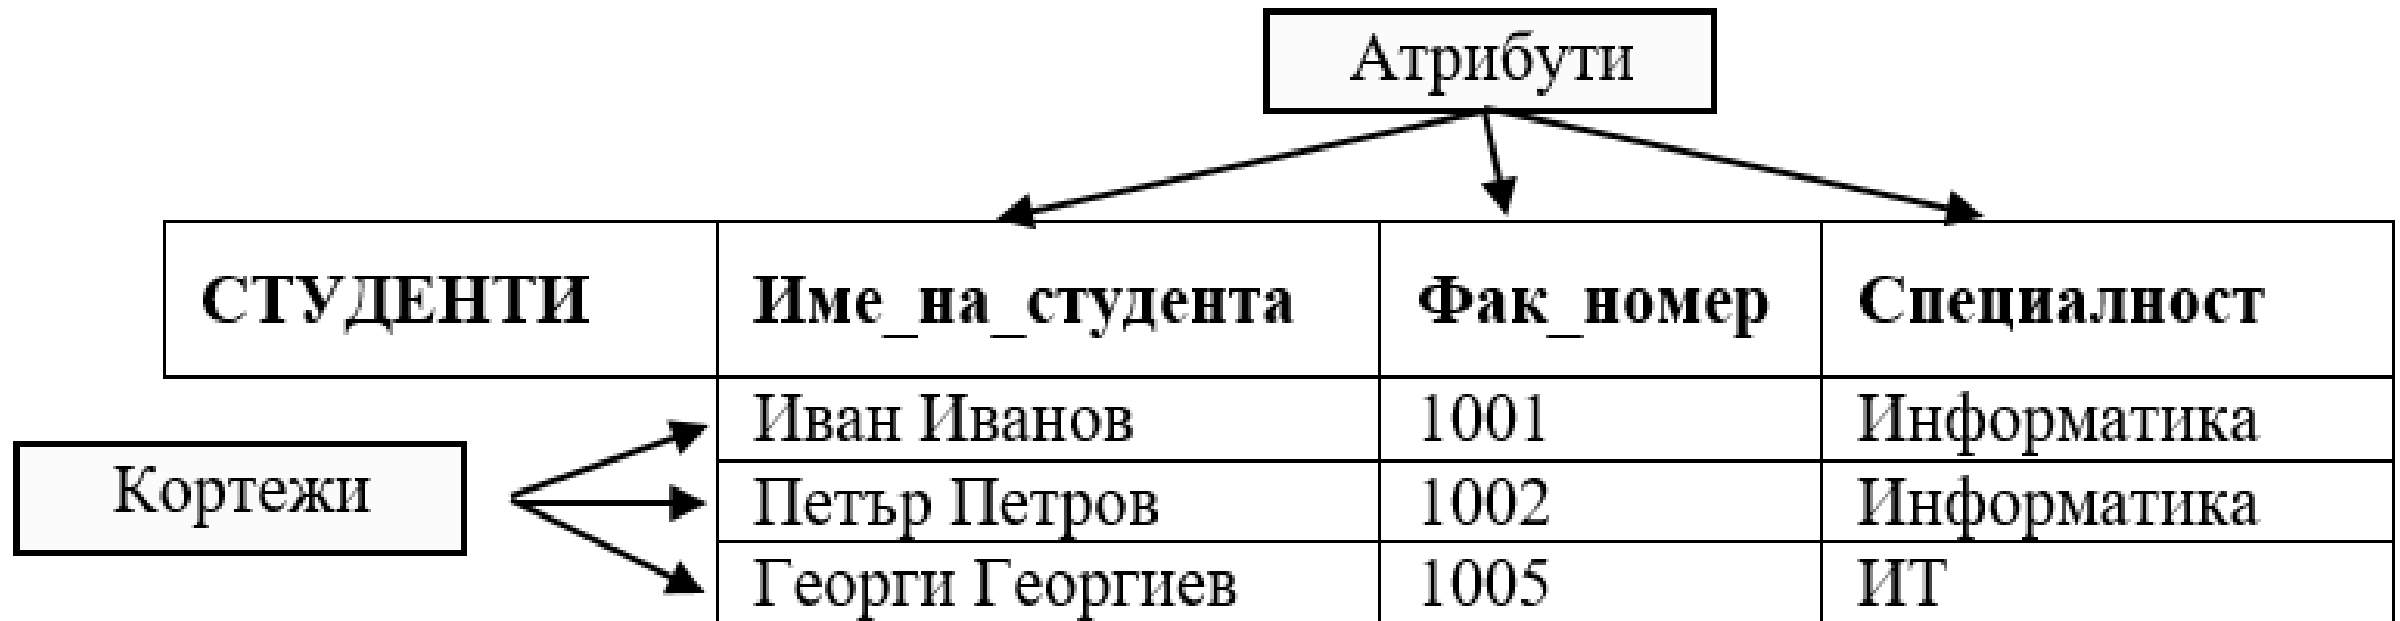 Атрибути
СТУДЕНТИ Име_на_студента Фак_номер Специалност
Иван Иванов 1001 Информатика
Кортежи Петър Петров 1002 Информатика
Георги Георгиев 1005 ИТ